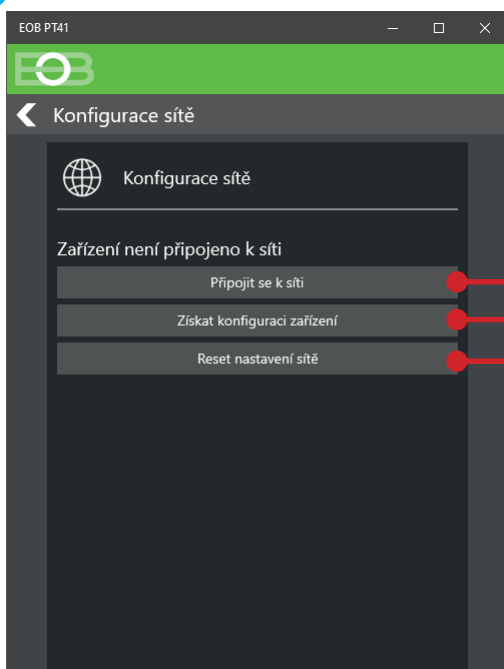 EOB PT41
EOB
Konfigurace sítě
Konfigurace sítě
Zařízení není připojeno k síti
Připojit se k síti
Získat konfiguraci zařízení
Reset nastavení sítě